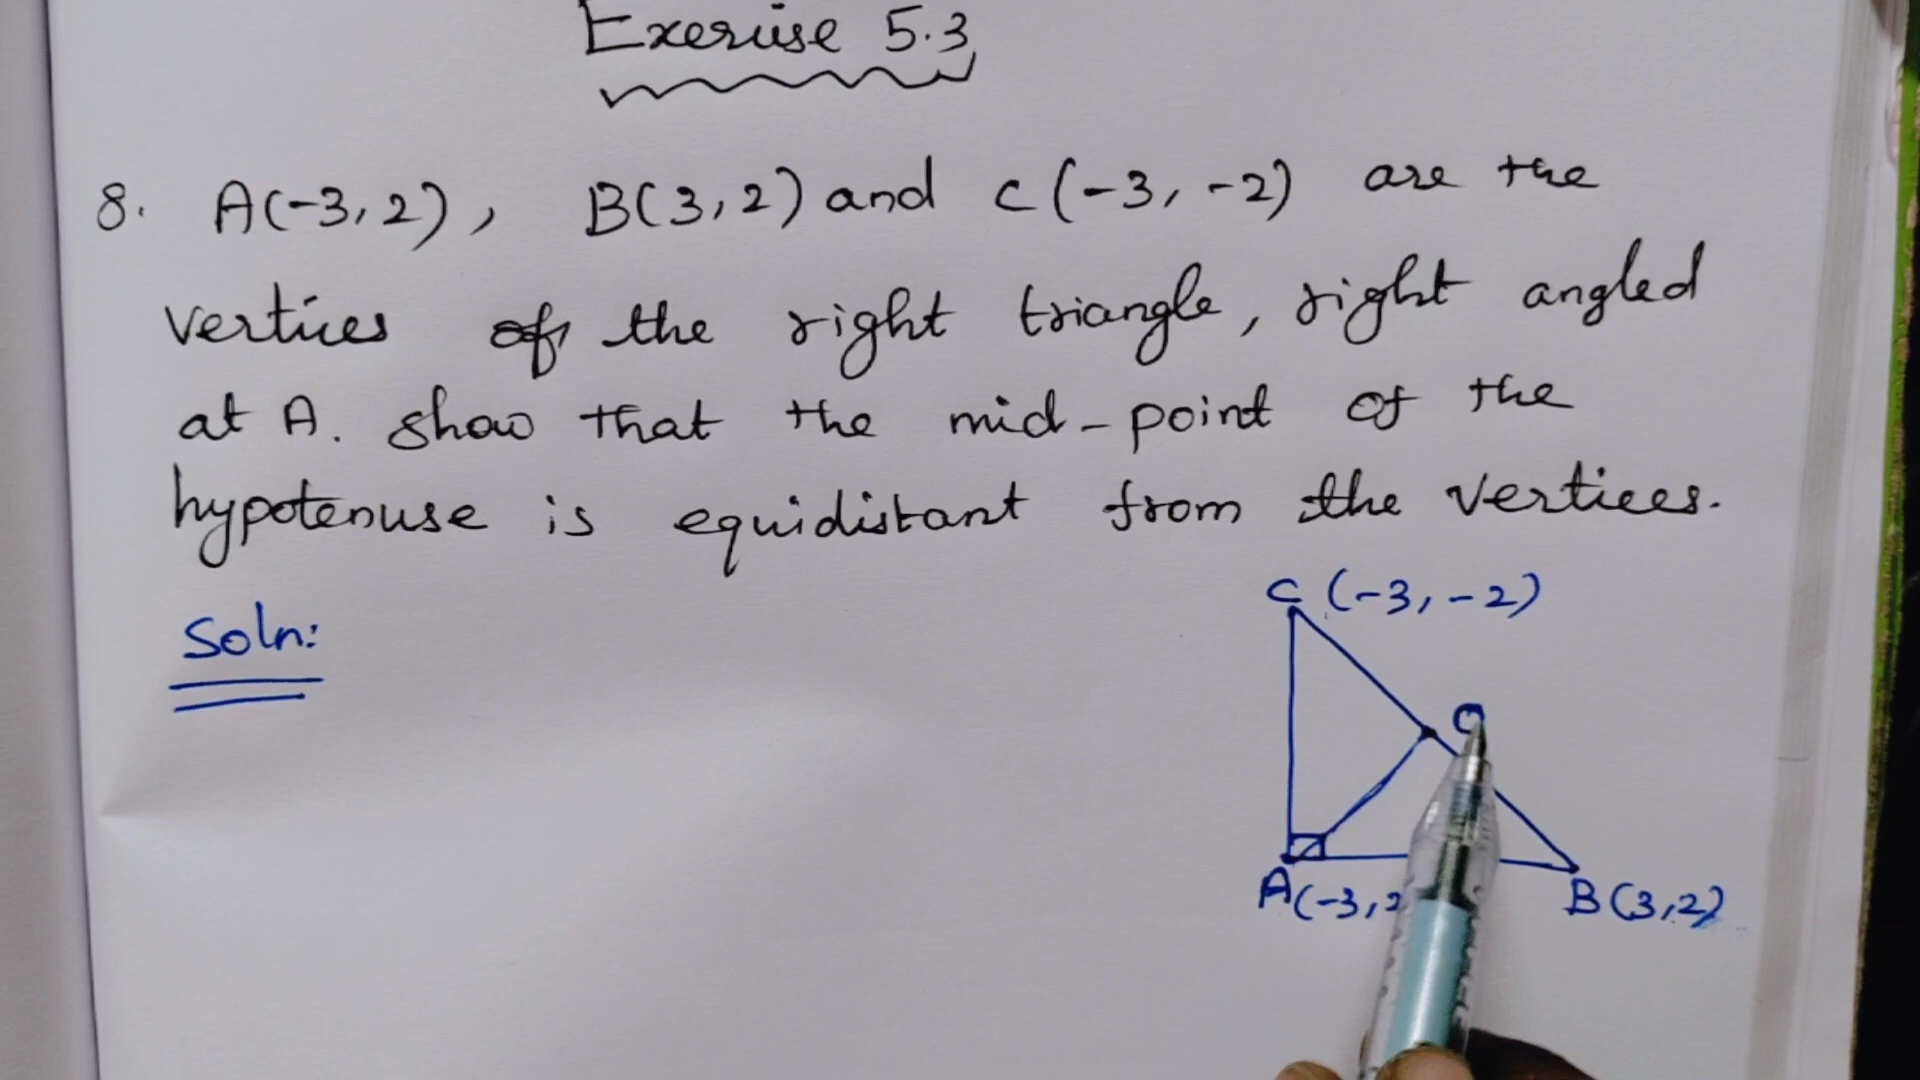 Exercise 5.3
8. A(-3,2), B(3,2) and C(-3,-2) are the
vertices of the right triangle, right angled
at A. show that the mid-point of the
hypotenuse is equidistant from the vertices.
Soln:
C (-3,-2)
O
A(-3,2
B(3,2)